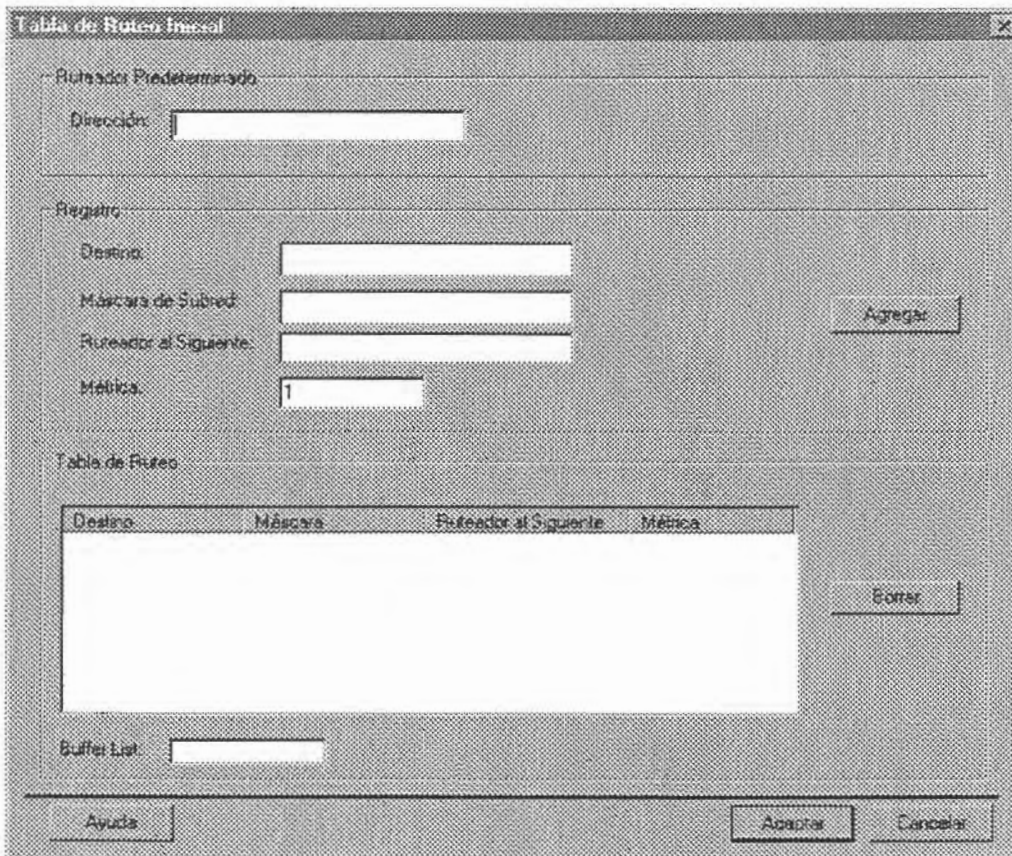 Tabla de Ruteo Inicial
Ruteador Predeterminado
Dirección:
Registro
Destino:
Máscara de Subred:
Ruteador al Siguiente:
Métrica:
1
Agregar
Tabla de Ruteo
Destino Máscara Ruteador al Siguiente Métrica
Borrar
Buffer List:
Ayuda Aceptar Cancelar